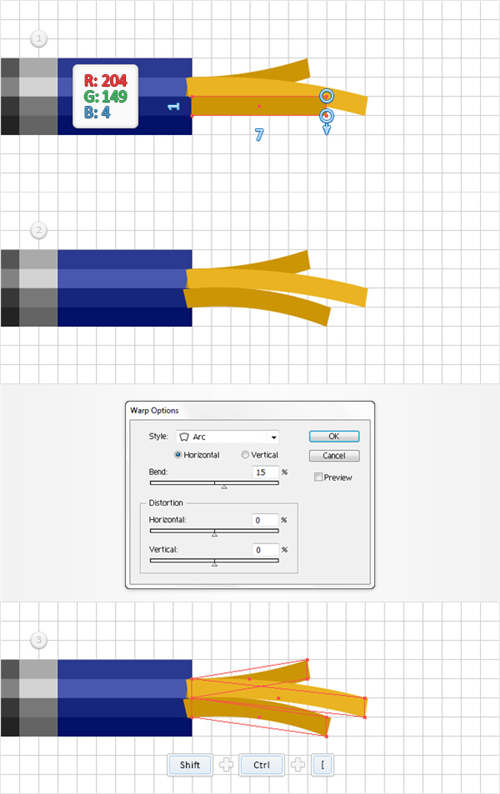 1
R: 204
G: 149
B: 4
1
7
2
Warp Options
Style: Arc
Horizontal Vertical
Bend: 15 %
Distortion
Horizontal: 0 %
Vertical: 0 %
OK
Cancel
Preview
3
Shift Ctrl [